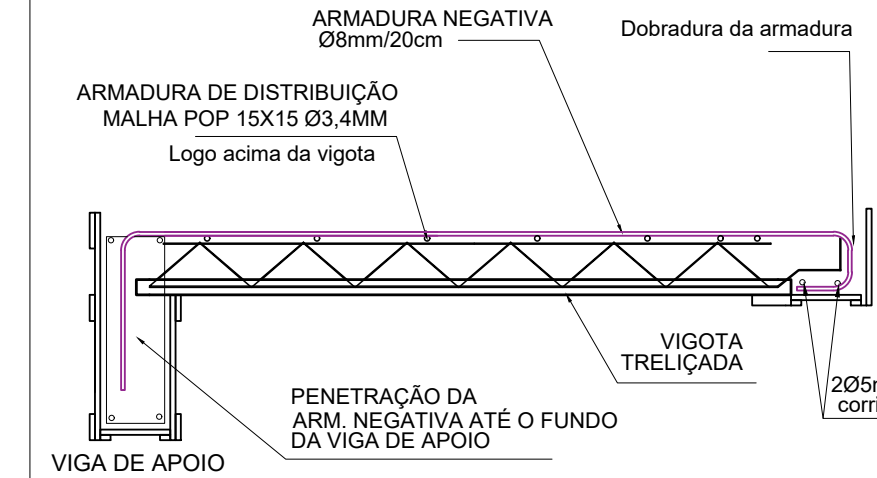 ARMADURA NEGATIVA
Ø8mm/20cm
Dobradura da armadura
ARMADURA DE DISTRIBUIÇÃO
MALHA POP 15X15 Ø3,4MM
Logo acima da vigota
VIGOTA
TRELIÇADA
PENETRAÇÃO DA
ARM. NEGATIVA ATÉ O FUNDO
DA VIGA DE APOIO
VIGA DE APOIO